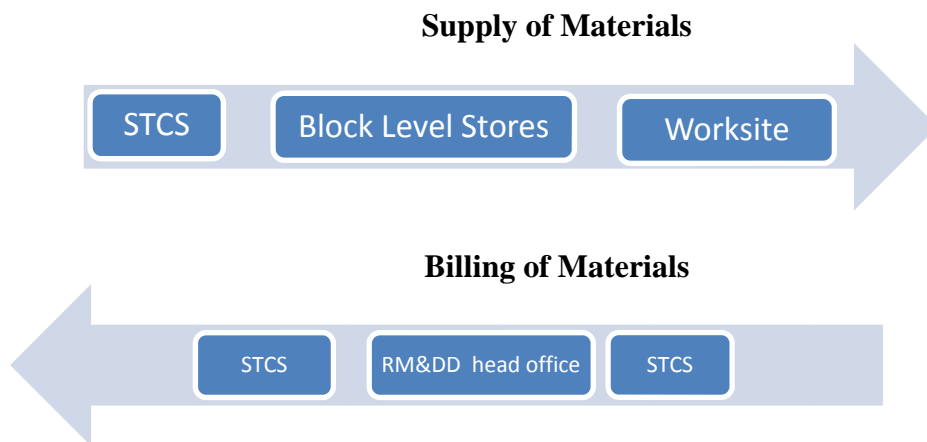 Supply of Materials
STCS
Block Level Stores
Worksite
Billing of Materials
STCS
RM&DD head office
STCS